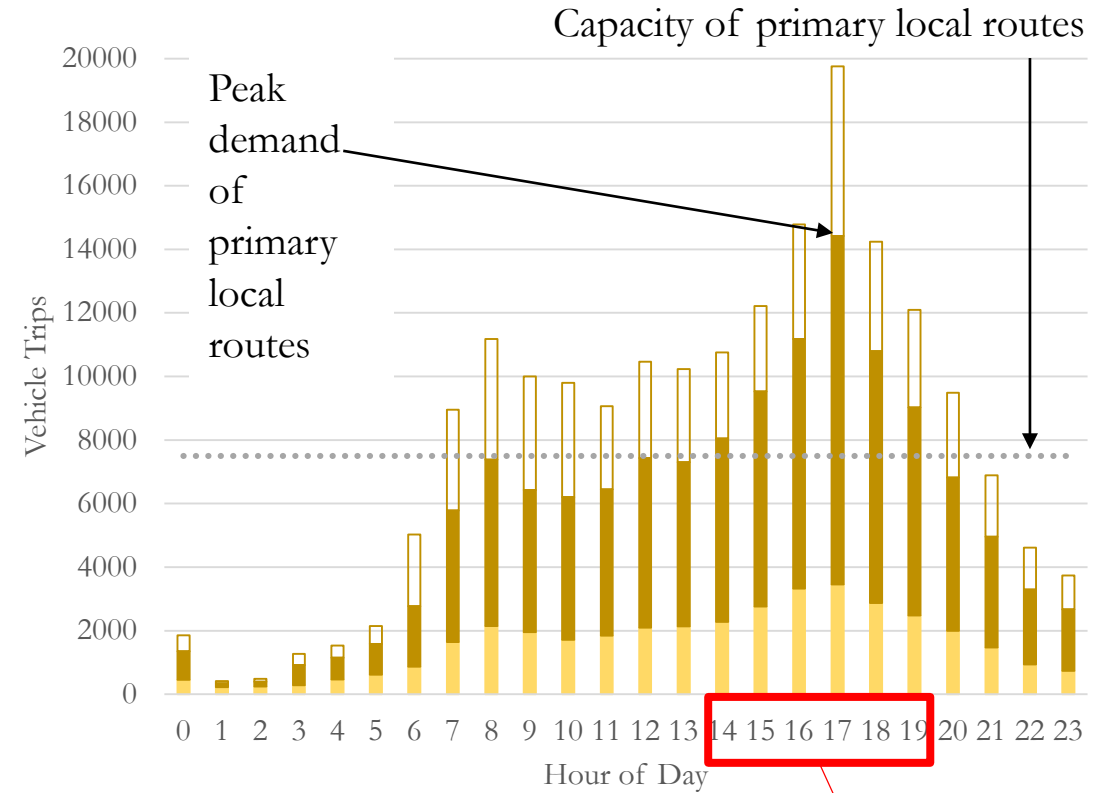 Capacity of primary local routes
Peak
demand
of
primary
local
routes
Vehicle Trips
20000
18000
16000
14000
12000
10000
8000
6000
4000
2000
0
0 1 2 3 4 5 6 7 8 9 10 11 12 13 14 15 16 17 18 19 20 21 22 23
Hour of Day